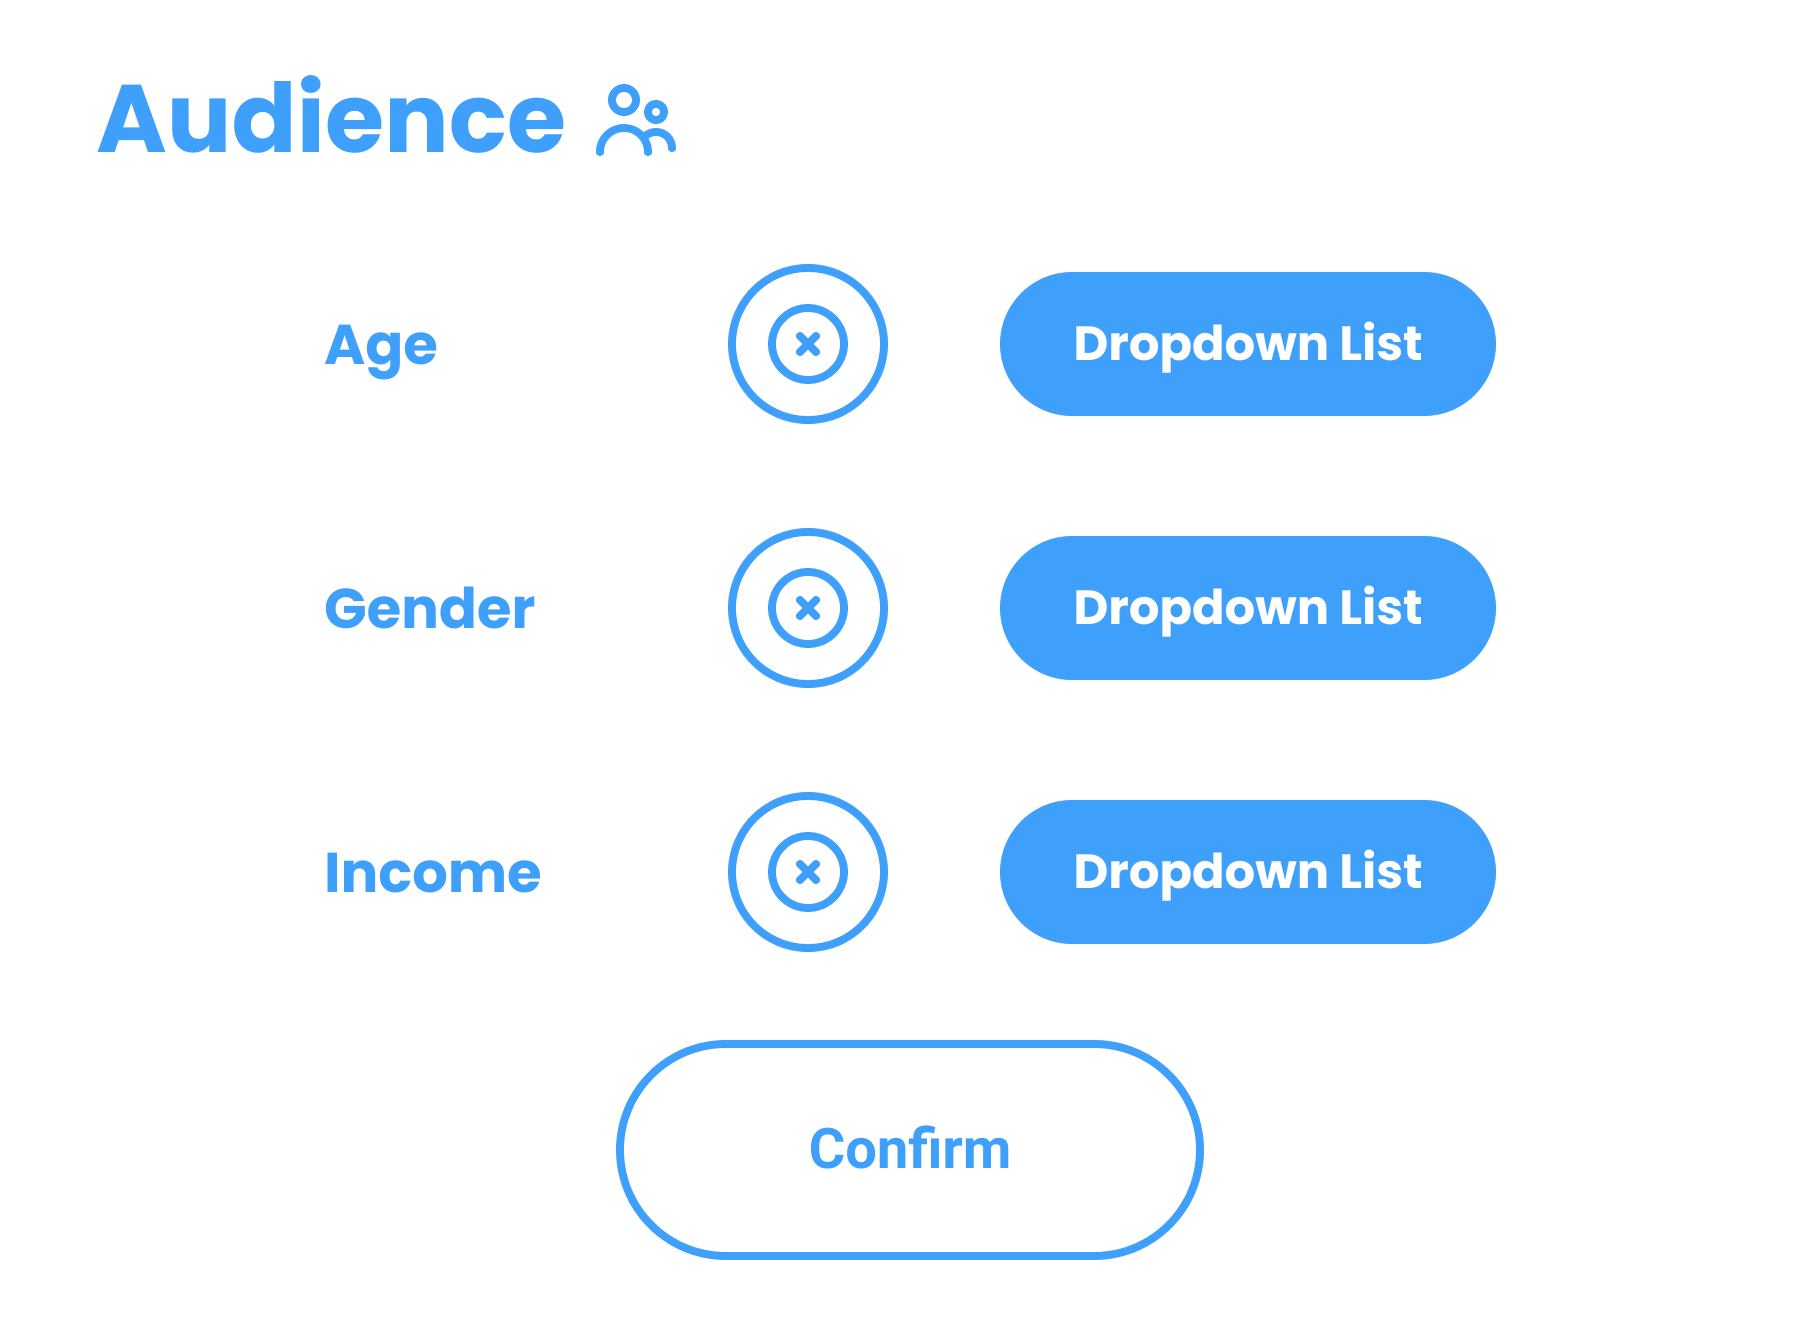 Audience
Age
Dropdown List
Gender
Dropdown List
Income
Dropdown List
Confirm